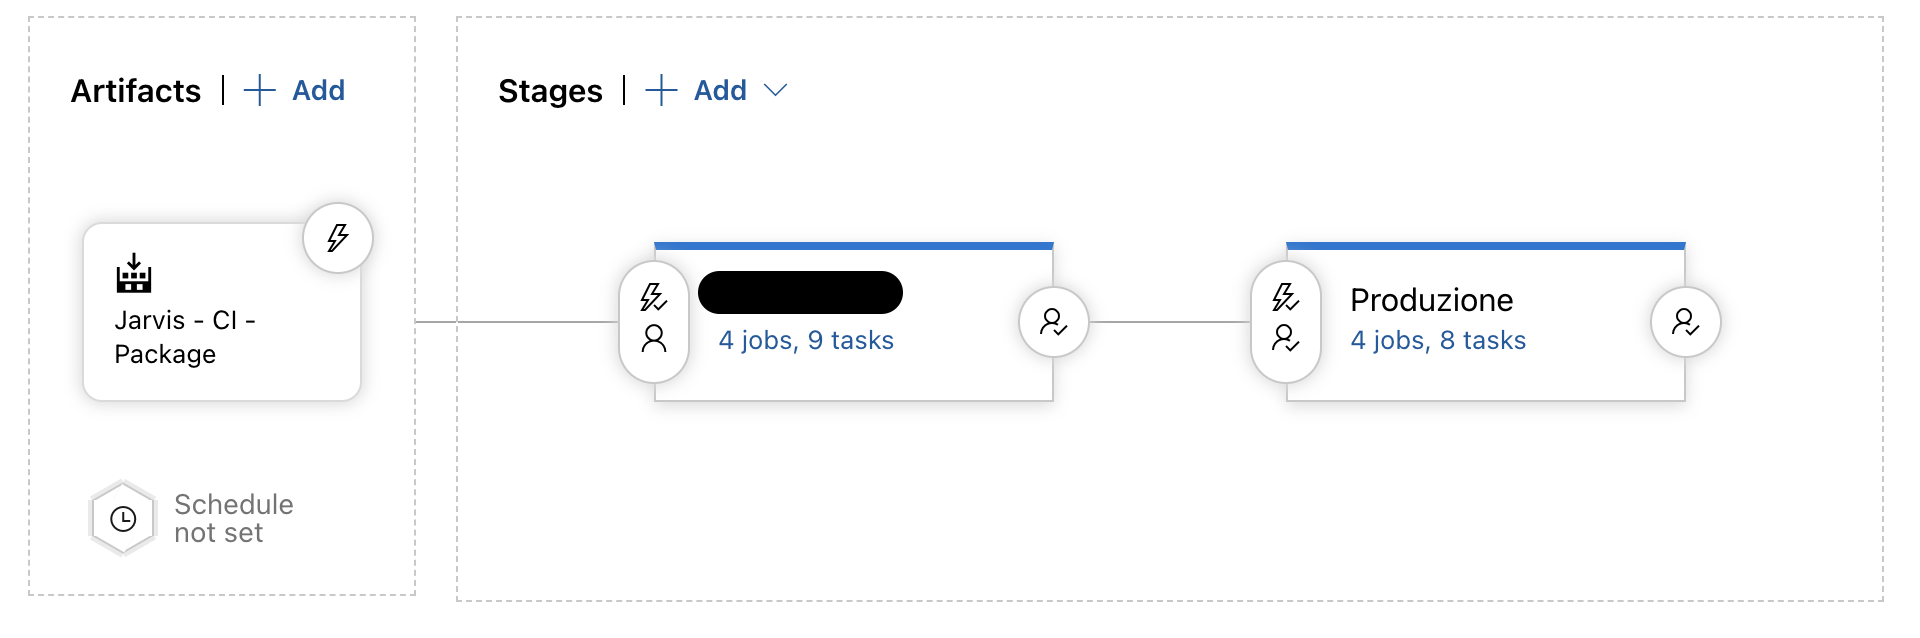 Artifacts | + Add
Stages | + Add
Jarvis - CI -
Package
4 jobs, 9 tasks
Produzione
4 jobs, 8 tasks
Schedule
not set